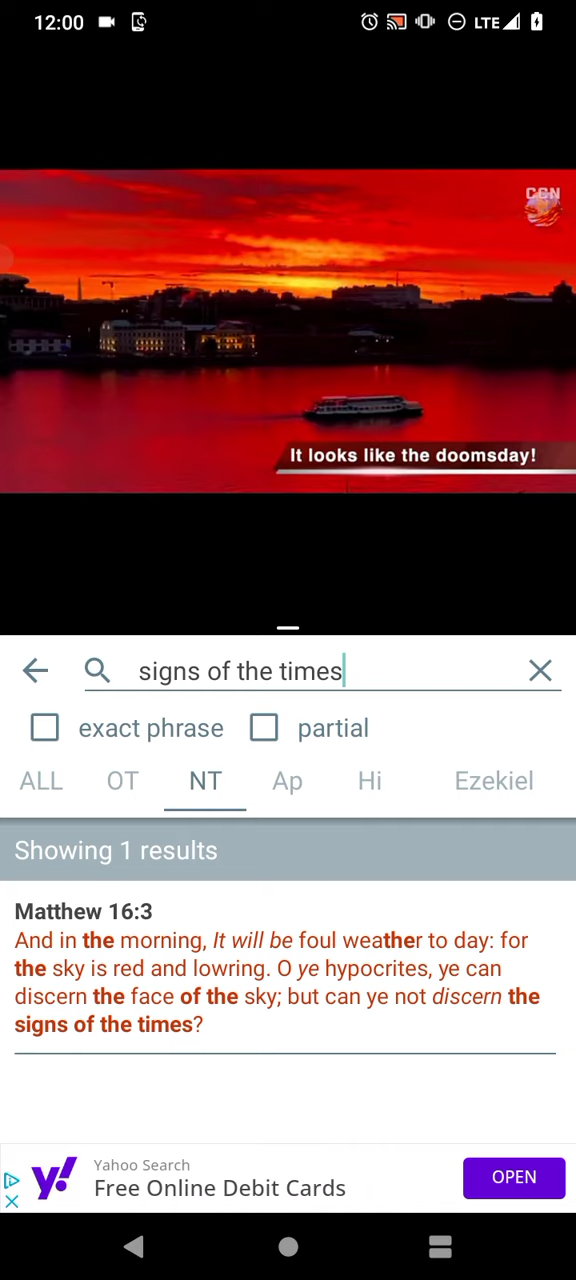 12:00
LTE
CGN
It looks like the doomsday!
signs of the times
exact phrase
partial
ALL OT NT Ap Hi Ezekiel
Showing 1 results
Matthew 16:3
And in the morning, It will be foul weather to day: for
the sky is red and lowring. O ye hypocrites, ye can
discern the face of the sky; but can ye not discern the
signs of the times?
Yahoo Search
y!
Free Online Debit Cards
OPEN